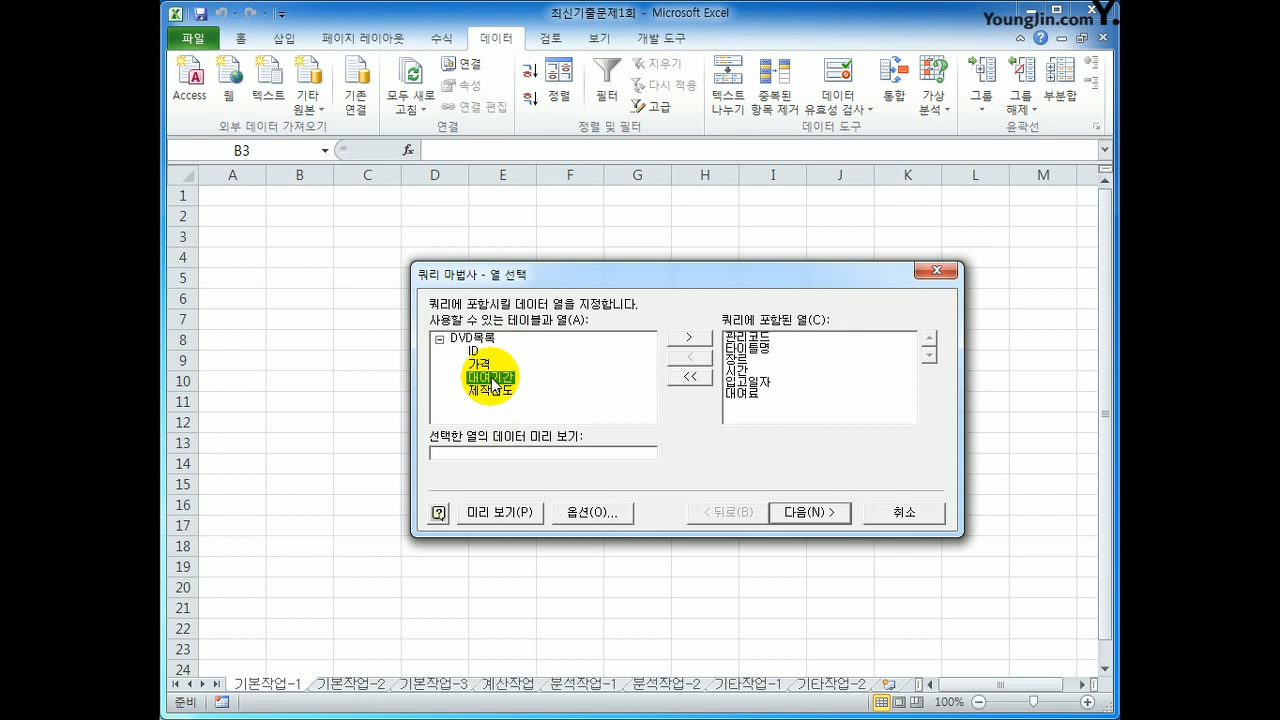 최신기출문제1회 - Microsoft Excel
YoungJin.com Y.
파일 홈 삽입 페이지 레이아웃 수식 데이터 검토 보기 개발 도구
Access 웹 텍스트 기타 원본 기존 연결
외부 데이터 가져오기
모두 새로 고침 연결 속성 연결 편집
연결
정렬 필터 지우기 다시 적용 고급
정렬 및 필터
텍스트 나누기 중복된 항목 제거 데이터 유효성 검사 통합 가상 분석
데이터 도구
그룹 그룹 해제 부분합
윤곽선
B3 fx
A B C D E F G H I J K L M
1
2
3
4
5
6
7
8
9
10
11
12
13
14
15
16
17
18
19
20
21
22
23
24
쿼리 마법사 - 열 선택
쿼리에 포함시킬 데이터 열을 지정합니다.
사용할 수 있는 테이블과 열(A): 쿼리에 포함된 열(C):
DVD목록
ID
가격
대여기간
제작년도
>
<
<<
관리코드
타이틀명
장르
시간
입고일자
대여료
선택한 열의 데이터 미리 보기:
미리 보기(P) 옵션(O)... < 뒤로(B) 다음(N) > 취소
기본작업-1 기본작업-2 기본작업-3 계산작업 분석작업-1 분석작업-2 기타작업-1 기타작업-2
준비 100%